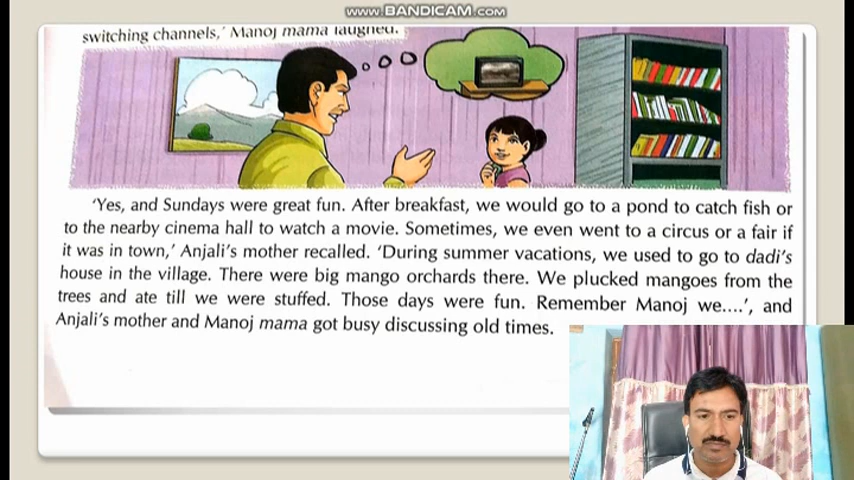 WWW.BANDICAM.COM
switching channels,' Manoj mama laughed.
'Yes, and Sundays were great fun. After breakfast, we would go to a pond to catch fish or
to the nearby cinema hall to watch a movie. Sometimes, we even went to a circus or a fair if
it was in town,' Anjali's mother recalled. 'During summer vacations, we used to go to dadi's
house in the village. There were big mango orchards there. We plucked mangoes from the
trees and ate till we were stuffed. Those days were fun. Remember Manoj we....', and
Anjali's mother and Manoj mama got busy discussing old times.